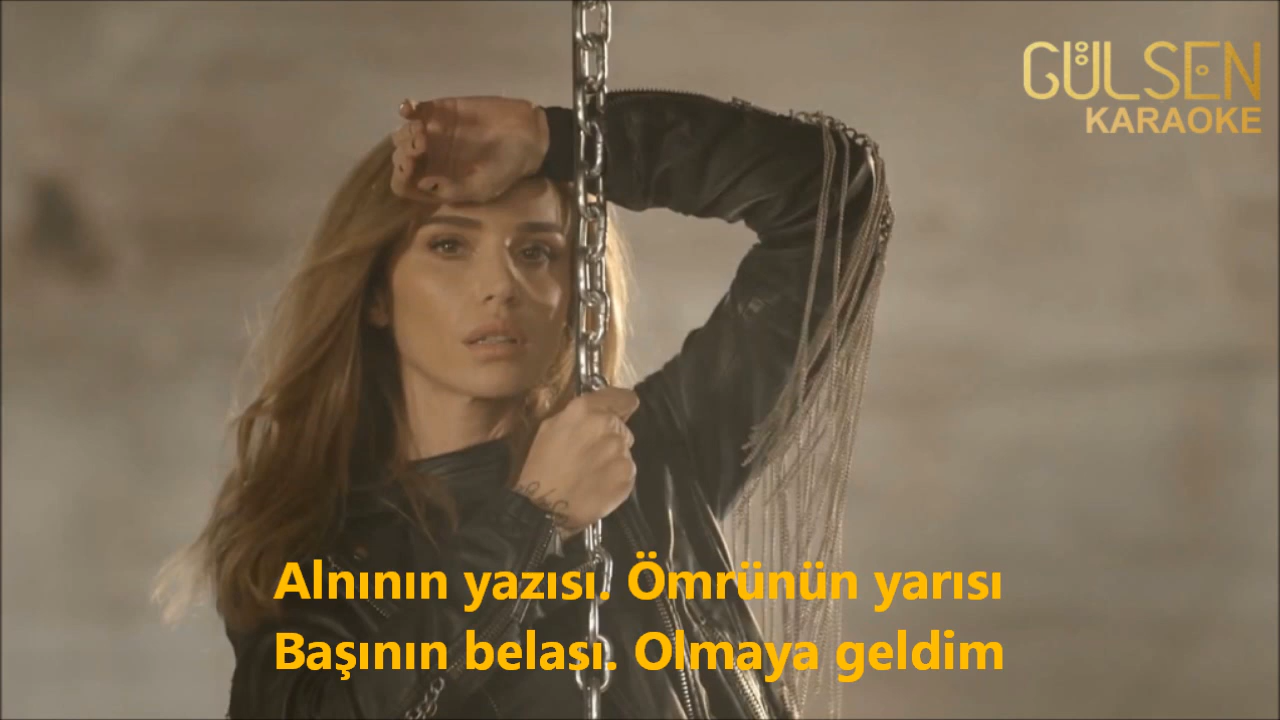 GÜLSEN
KARAOKE
Alnının yazısı. Ömrünün yarısı
Başının belası. Olmaya geldim